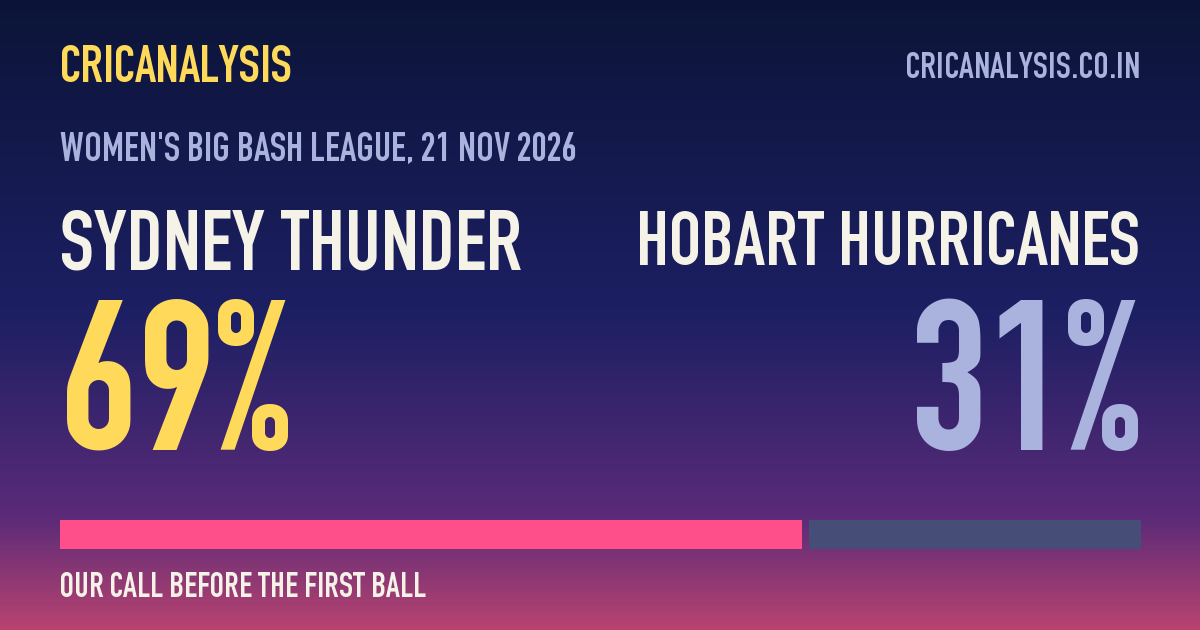 CRICANALYSIS
CRICANALYSIS.CO.IN
WOMEN'S BIG BASH LEAGUE, 21 NOV 2026
SYDNEY THUNDER
HOBART HURRICANES
69%
31%
OUR CALL BEFORE THE FIRST BALL